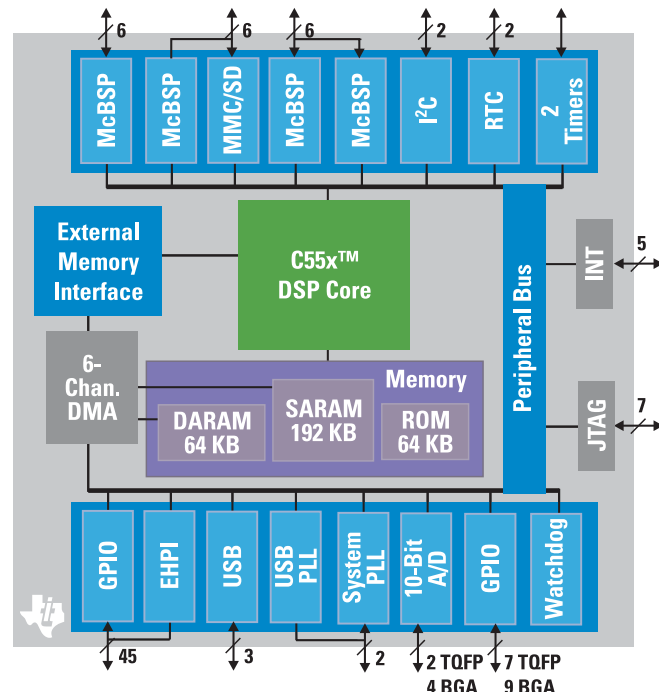 6
6
6
2
2
McBSP
McBSP
MMC/SD
McBSP
McBSP
I²C
RTC
2
Timers
External
Memory
Interface
C55x™
DSP Core
Peripheral Bus
INT
5
6-
Chan.
DMA
Memory
DARAM
64 KB
SARAM
192 KB
ROM
64 KB
JTAG
7
GPIO
EHPI
USB
USB
PLL
System
PLL
10-Bit
A/D
GPIO
Watchdog
45
3
2
2 TQFP
4 BGA
7 TQFP
9 BGA